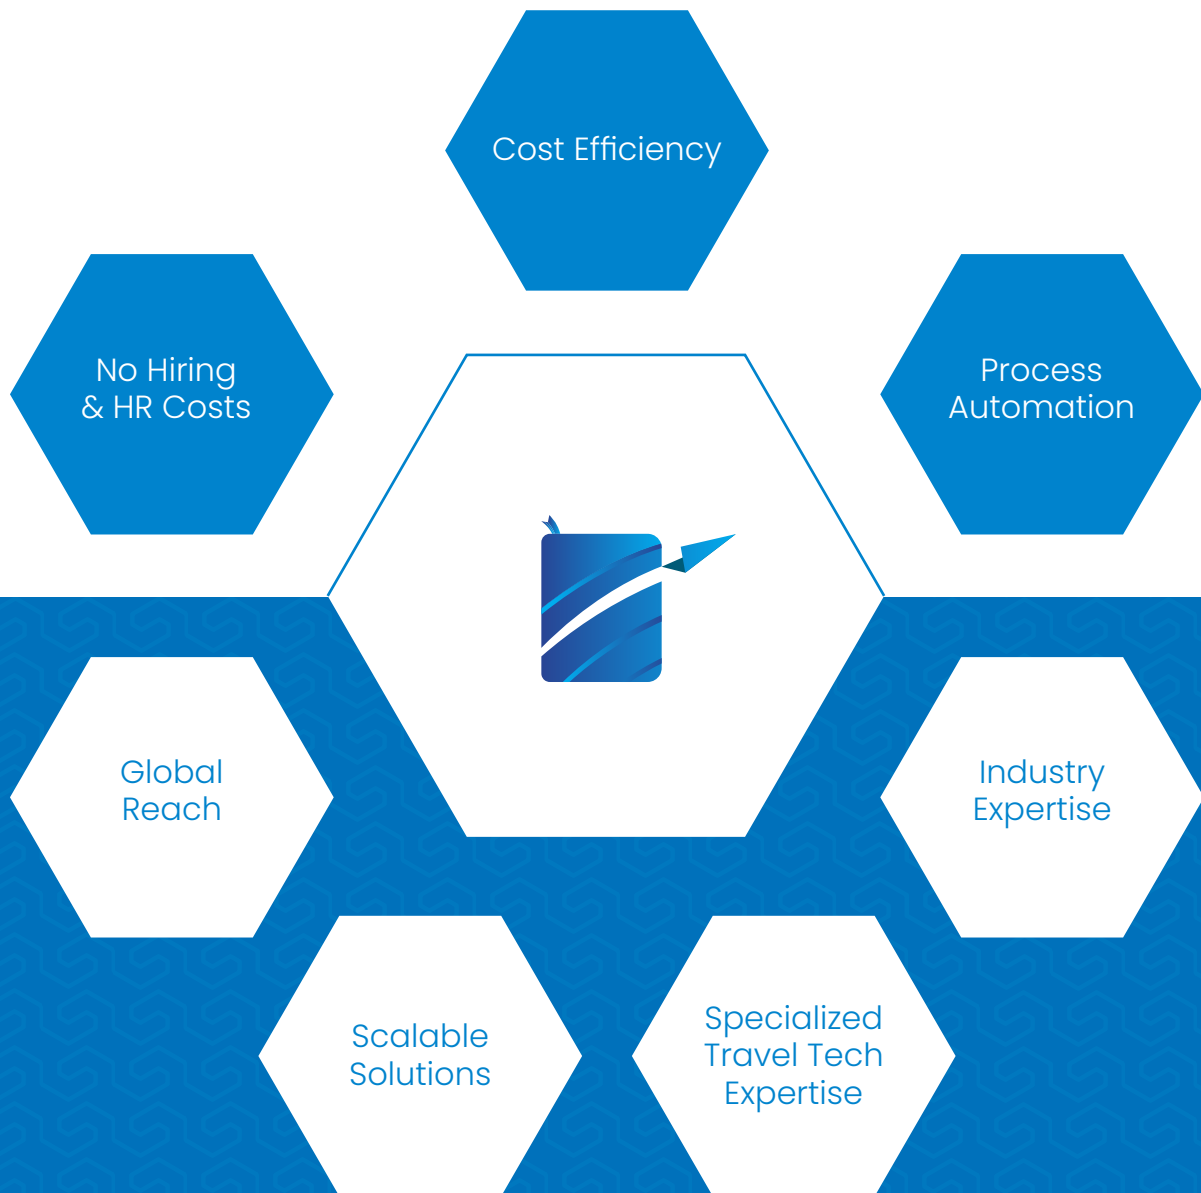 Cost Efficiency
No Hiring
& HR Costs
Process
Automation
Global
Reach
Industry
Expertise
Scalable
Solutions
Specialized
Travel Tech
Expertise